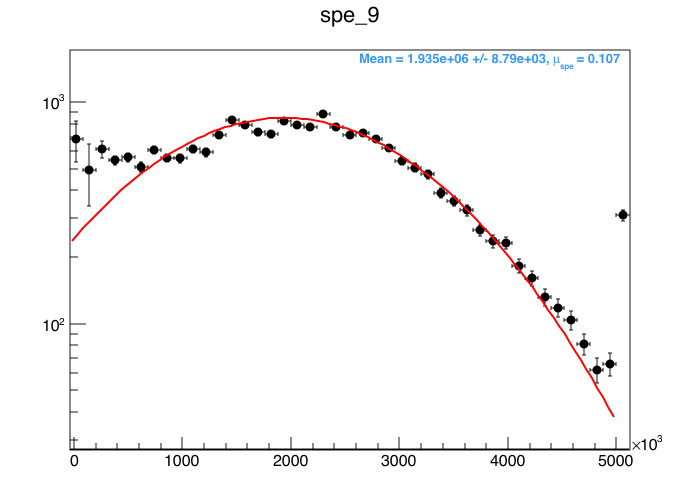 spe_9
Mean = 1.935e+06 +/- 8.79e+03, μspe = 0.107
10³
10²
0 1000 2000 3000 4000 5000 ×10³